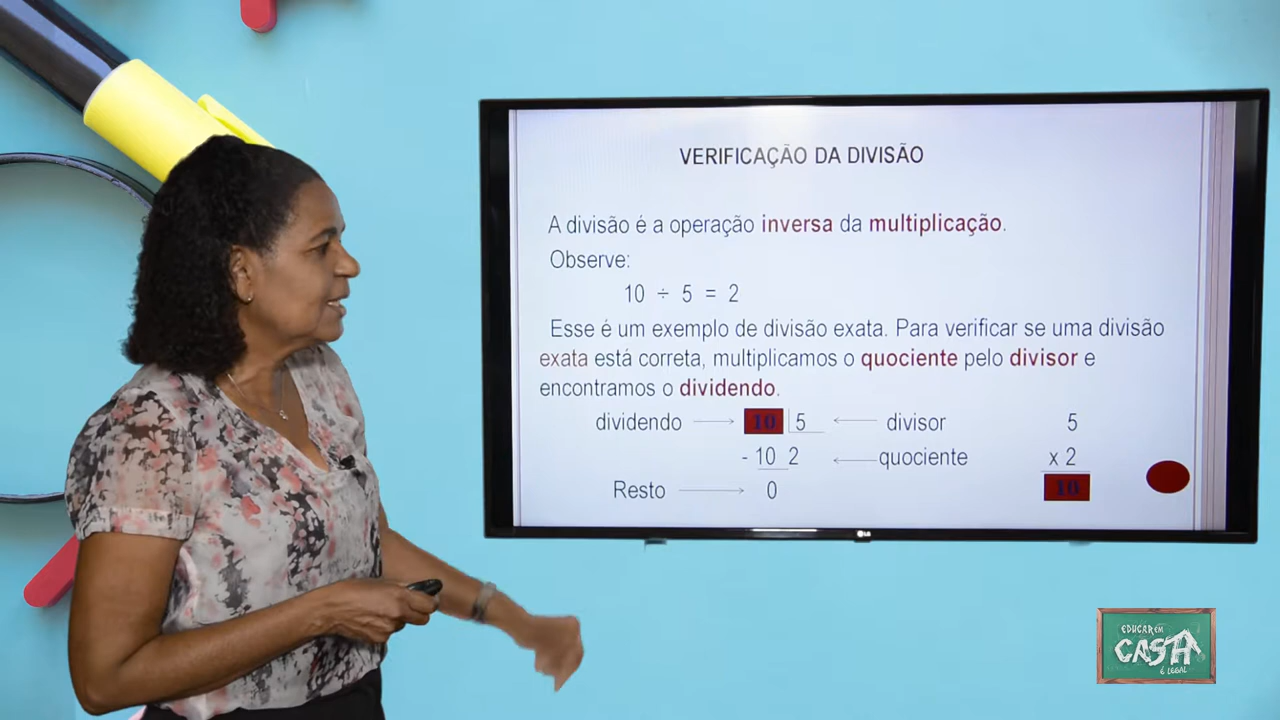 VERIFICAÇÃO DA DIVISÃO
A divisão é a operação inversa da multiplicação.
Observe:
10 ÷ 5 = 2
Esse é um exemplo de divisão exata. Para verificar se uma divisão
exata está correta, multiplicamos o quociente pelo divisor e
encontramos o dividendo.
dividendo 10 5 divisor 5
- 10 2 quociente x 2
Resto 0 10
LG
EDUCAR EM
CASA
É LEGAL